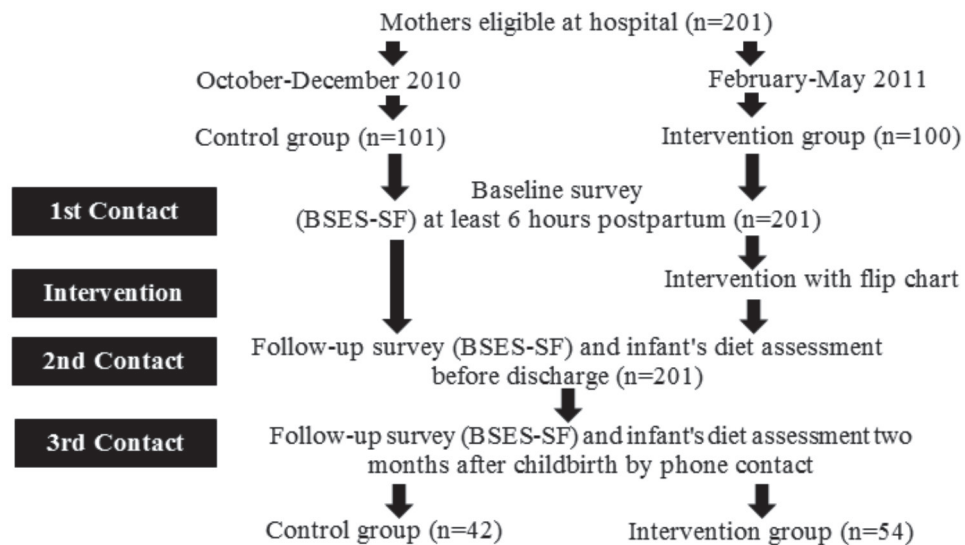 Mothers eligible at hospital (n=201)
October-December 2010
February-May 2011
Control group (n=101)
Intervention group (n=100)
1st Contact
Baseline survey
(BSES-SF) at least 6 hours postpartum (n=201)
Intervention
Intervention with flip chart
2nd Contact
Follow-up survey (BSES-SF) and infant's diet assessment
before discharge (n=201)
3rd Contact
Follow-up survey (BSES-SF) and infant's diet assessment two
months after childbirth by phone contact
Control group (n=42)
Intervention group (n=54)